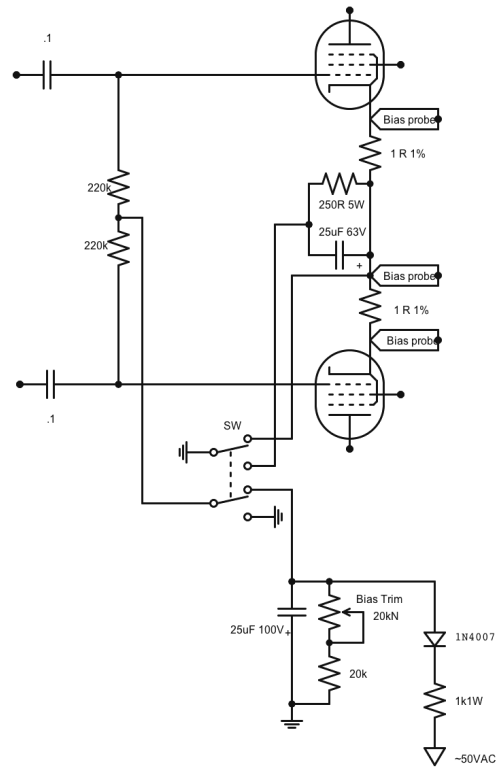 .1
Bias probe
1 R 1%
220k
250R 5W
25uF 63V
220k
+
Bias probe
1 R 1%
Bias probe
.1
SW
Bias Trim
20kN
25uF 100V
+
1N4007
20k
1k1W
~50VAC